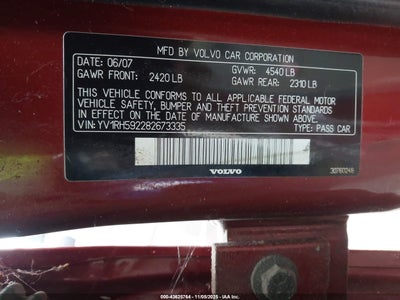 MFD BY VOLVO CAR CORPORATION
DATE: 06/07 GVWR: 4540 LB
GAWR FRONT: 2420 LB GAWR REAR: 2310 LB
THIS VEHICLE CONFORMS TO ALL APPLICABLE FEDERAL MOTOR
VEHICLE SAFETY, BUMPER AND THEFT PREVENTION STANDARDS
IN EFFECT ON THE DATE OF MANUFACTURE SHOWN ABOVE.
VIN: YV1RH592282673335 TYPE: PASS CAR
VOLVO